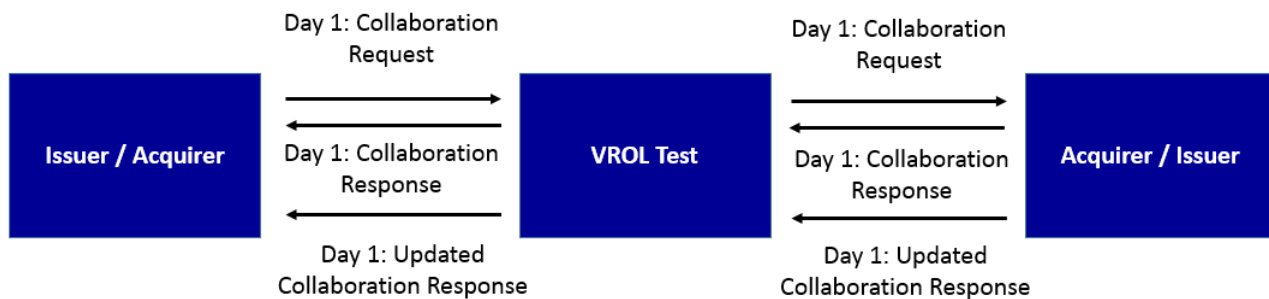 Day 1: Collaboration
Request
Day 1: Collaboration
Request
Issuer / Acquirer
VROL Test
Acquirer / Issuer
Day 1: Collaboration
Response
Day 1: Collaboration
Response
Day 1: Updated
Collaboration Response
Day 1: Updated
Collaboration Response